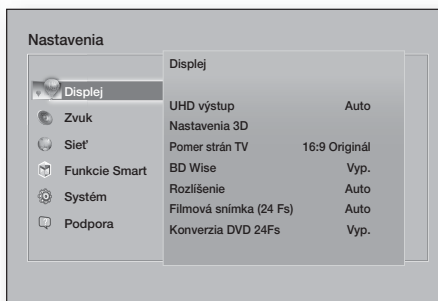 Nastavenia
Displej
Zvuk
Sieť
Funkcie Smart
Systém
Podpora
Displej
UHD výstup Auto
Nastavenia 3D
Pomer strán TV 16:9 Originál
BD Wise Vyp.
Rozlíšenie Auto
Filmová snímka (24 Fs) Auto
Konverzia DVD 24Fs Vyp.